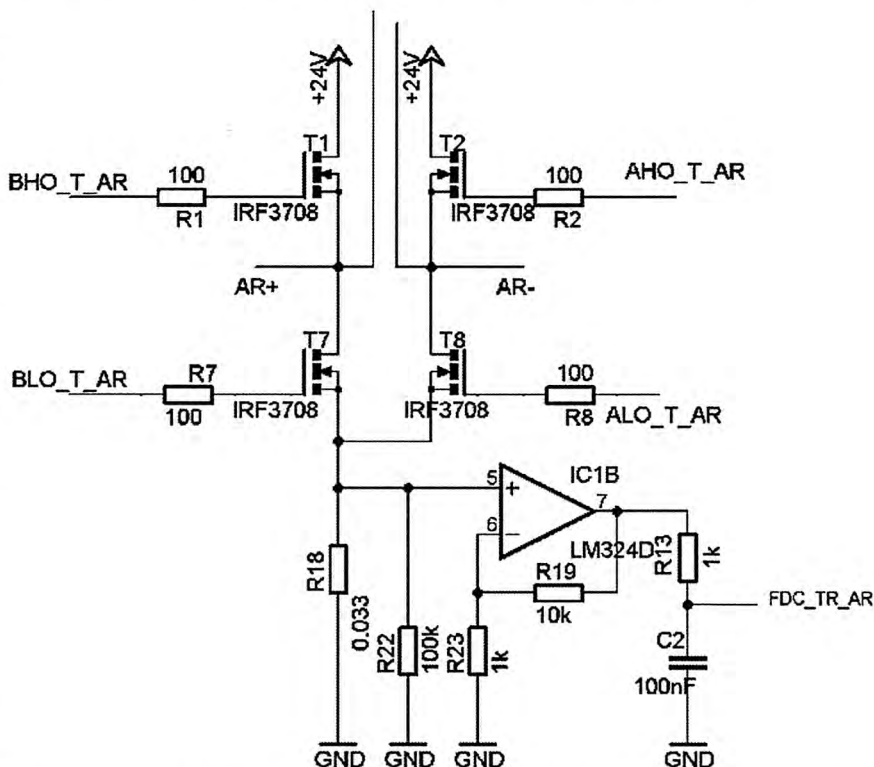 +24V
+24V
T1
T2
BHO_T_AR
100
R1
IRF3708
IRF3708
100
R2
AHO_T_AR
AR+
AR-
T7
T8
BLO_T_AR
R7
100
IRF3708
IRF3708
100
R8
ALO_T_AR
5
+
IC1B
7
6
−
LM324D
R13
1k
R18
0.033
R22
100k
R23
1k
R19
10k
FDC_TR_AR
C2
100nF
GND
GND
GND
GND